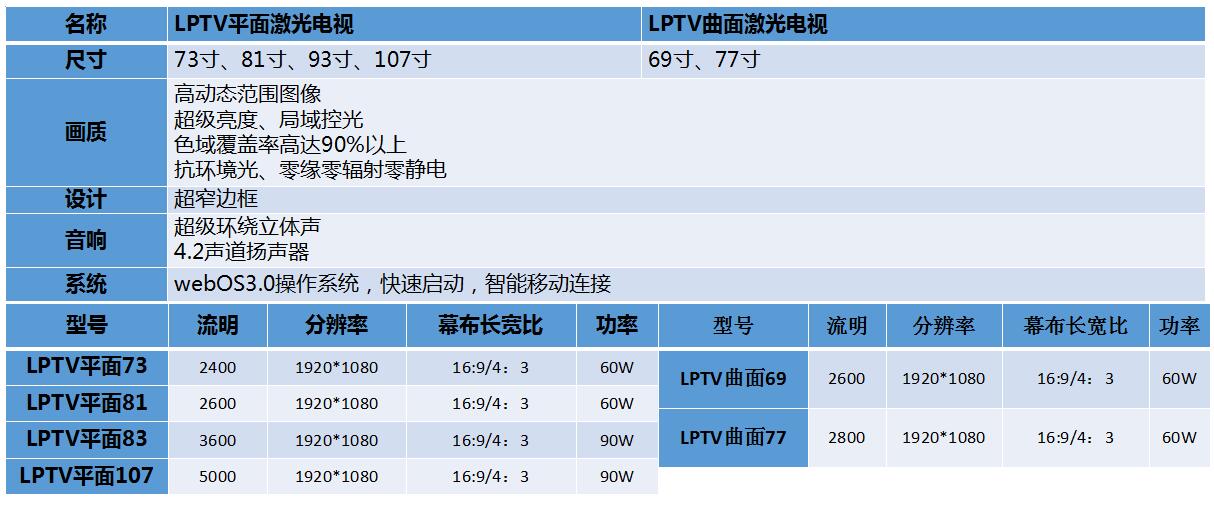 名称 LPTV平面激光电视 LPTV曲面激光电视
尺寸 73寸、81寸、93寸、107寸 69寸、77寸
画质
高动态范围图像
超级亮度、局域控光
色域覆盖率高达90%以上
抗环境光、零缘零辐射零静电
设计 超窄边框
音响
超级环绕立体声
4.2声道扬声器
系统 webOS3.0操作系统，快速启动，智能移动连接
型号 流明 分辨率 幕布长宽比 功率
LPTV平面73 2400 1920*1080 16:9/4：3 60W
LPTV平面81 2600 1920*1080 16:9/4：3 60W
LPTV平面83 3600 1920*1080 16:9/4：3 90W
LPTV平面107 5000 1920*1080 16:9/4：3 90W
型号 流明 分辨率 幕布长宽比 功率
LPTV曲面69 2600 1920*1080 16:9/4：3 60W
LPTV曲面77 2800 1920*1080 16:9/4：3 60W